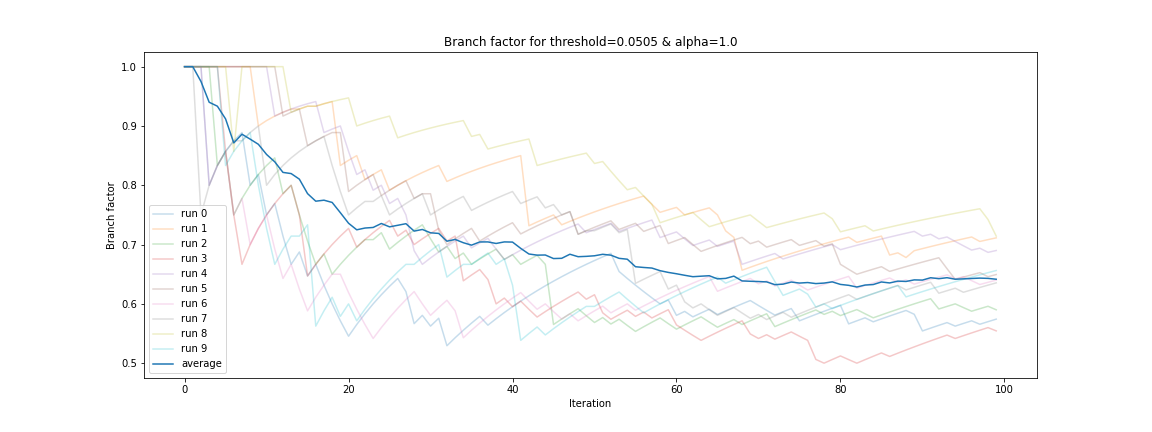 Branch factor for threshold=0.0505 & alpha=1.0
Branch factor
1.0
0.9
0.8
0.7
0.6
0.5
run 0
run 1
run 2
run 3
run 4
run 5
run 6
run 7
run 8
run 9
average
0 20 40 60 80 100
Iteration